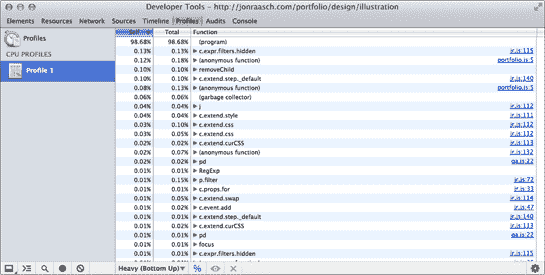 Developer Tools - http://jonraasch.com/portfolio/design/illustration
Elements Resources Network Sources Timeline Profiles Audits Console
Profiles
CPU PROFILES
Profile 1
Self Total Function
98.68% 98.68% (program)
0.13% 0.13% c.expr.filters.hidden jr.js:115
0.12% 0.18% (anonymous function) portfolio.js:5
0.10% 0.10% removeChild
0.10% 0.10% c.extend.step._default jr.js:140
0.08% 0.13% (anonymous function) portfolio.js:5
0.06% 0.06% (garbage collector)
0.04% 0.04% j jr.js:112
0.04% 0.04% c.extend.style jr.js:111
0.03% 0.10% c.extend.css jr.js:112
0.03% 0.05% c.extend.css jr.js:112
0.02% 0.02% c.extend.curCSS jr.js:113
0.02% 0.07% (anonymous function) jr.js:132
0.02% 0.02% pd ga.js:22
0.01% 0.01% RegExp
0.01% 0.15% p.filter jr.js:72
0.01% 0.02% c.props.for jr.js:33
0.01% 0.05% c.extend.swap jr.js:114
0.01% 0.02% c.event.add jr.js:47
0.01% 0.01% c.extend.step._default jr.js:140
0.01% 0.02% c.extend.curCSS jr.js:113
0.01% 0.01% pd ga.js:22
0.01% 0.01% focus
0.01% 0.01% c.expr.filters.hidden jr.js:115
Heavy (Bottom Up) %